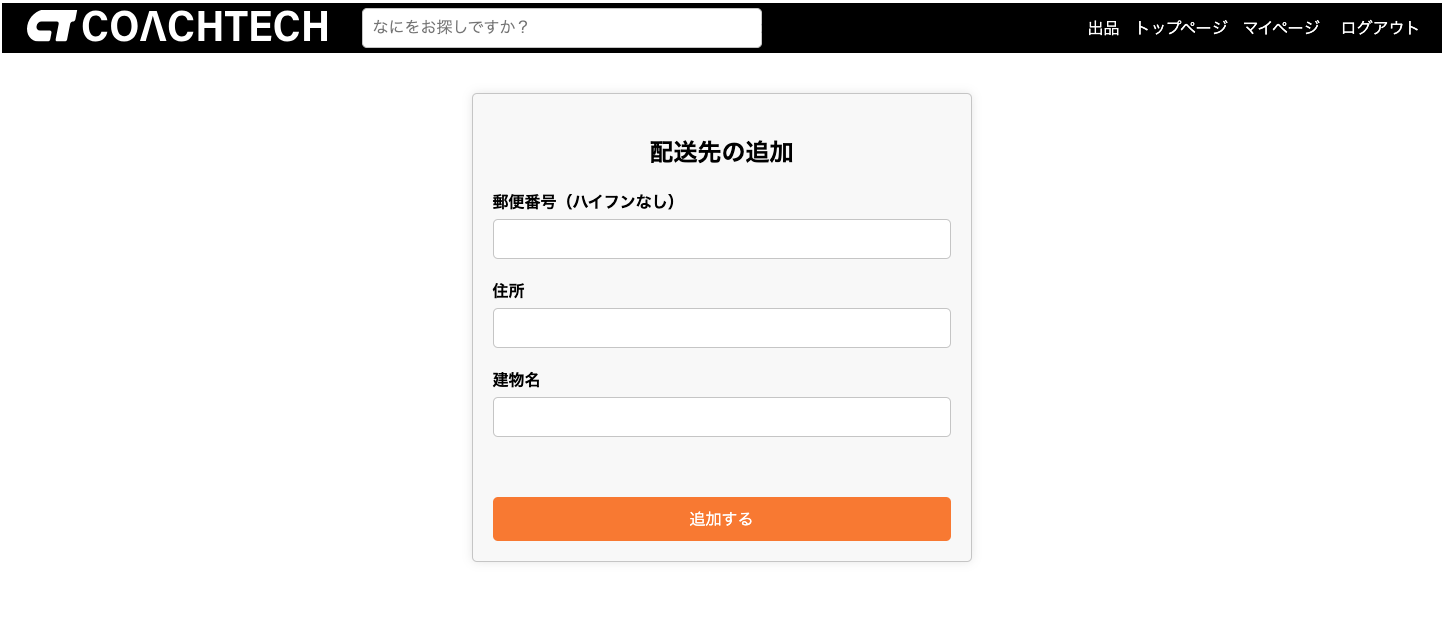 COACHTECH
なにをお探しですか？
出品 トップページ マイページ ログアウト
配送先の追加
郵便番号（ハイフンなし）
住所
建物名
追加する